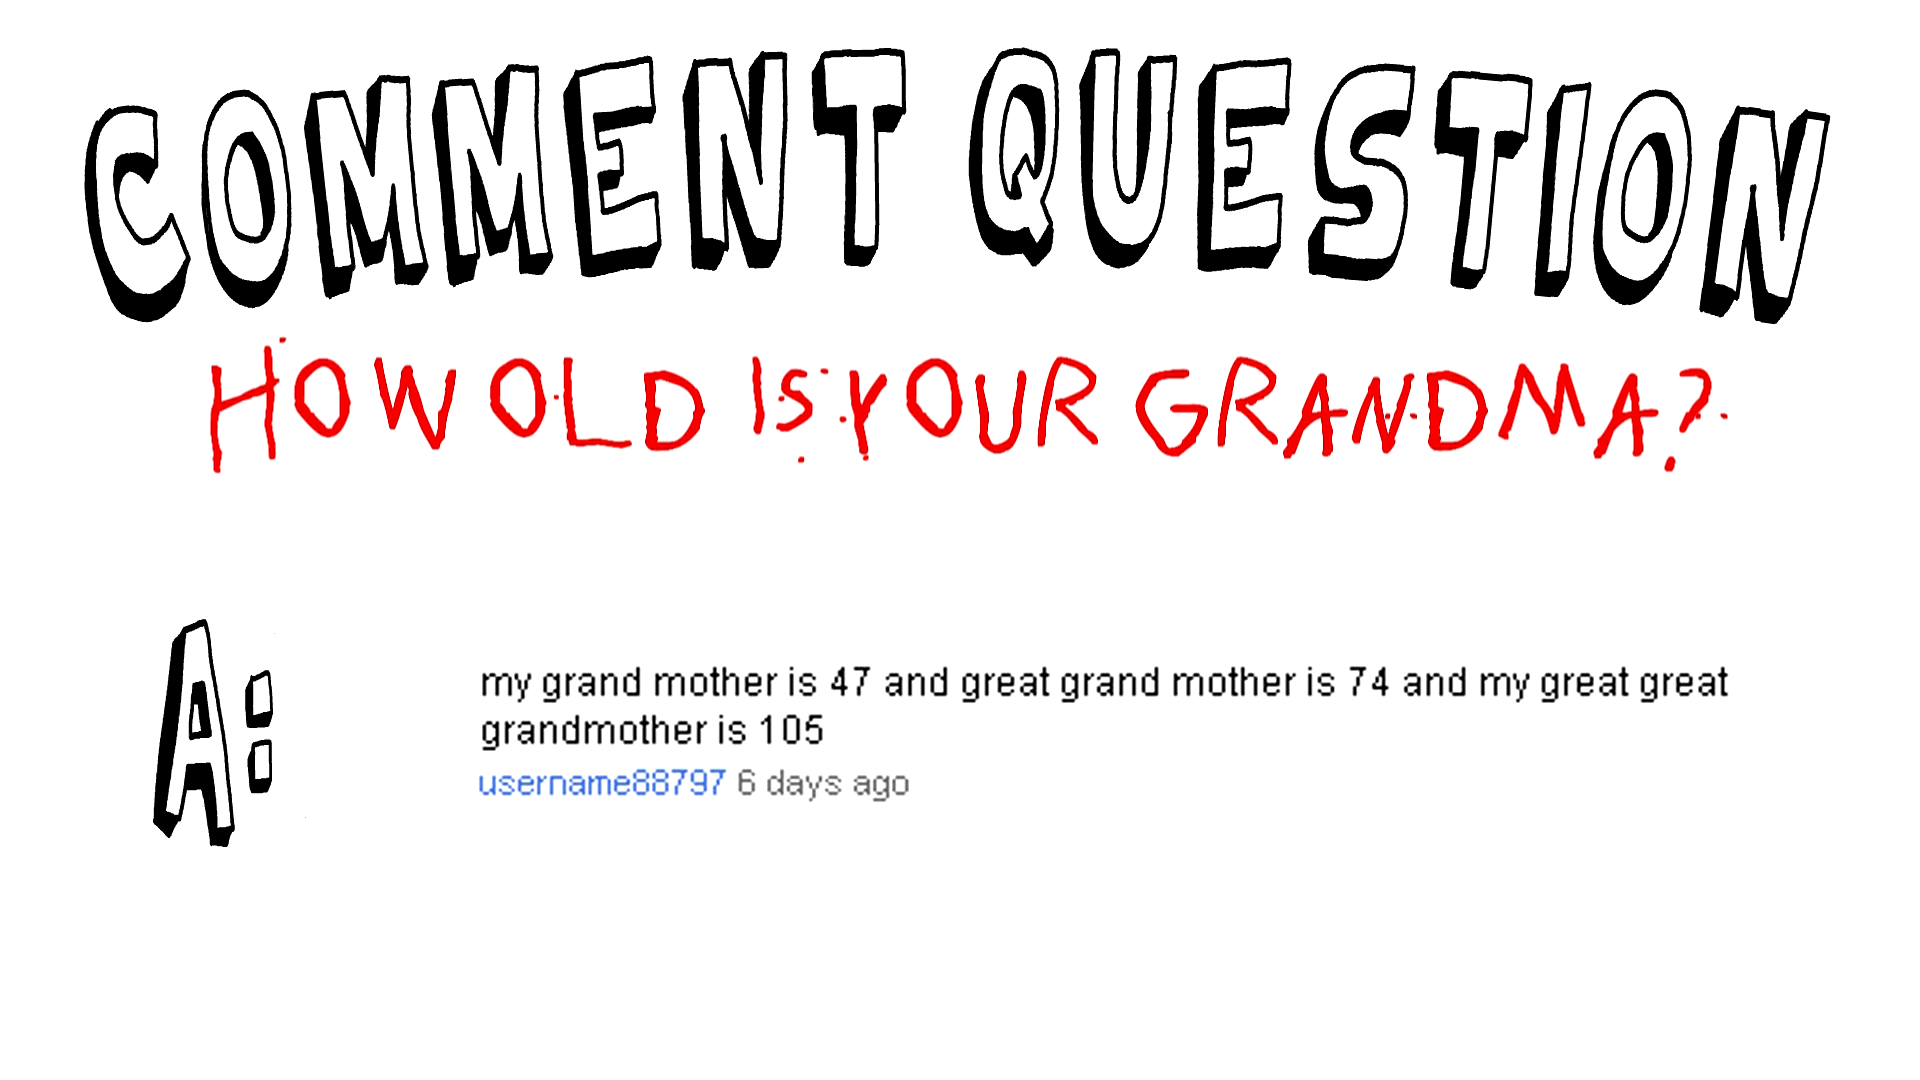 COMMENT QUESTION
HOW OLD IS YOUR GRANDMA?
A:
my grand mother is 47 and great grand mother is 74 and my great great
grandmother is 105
username88797 6 days ago